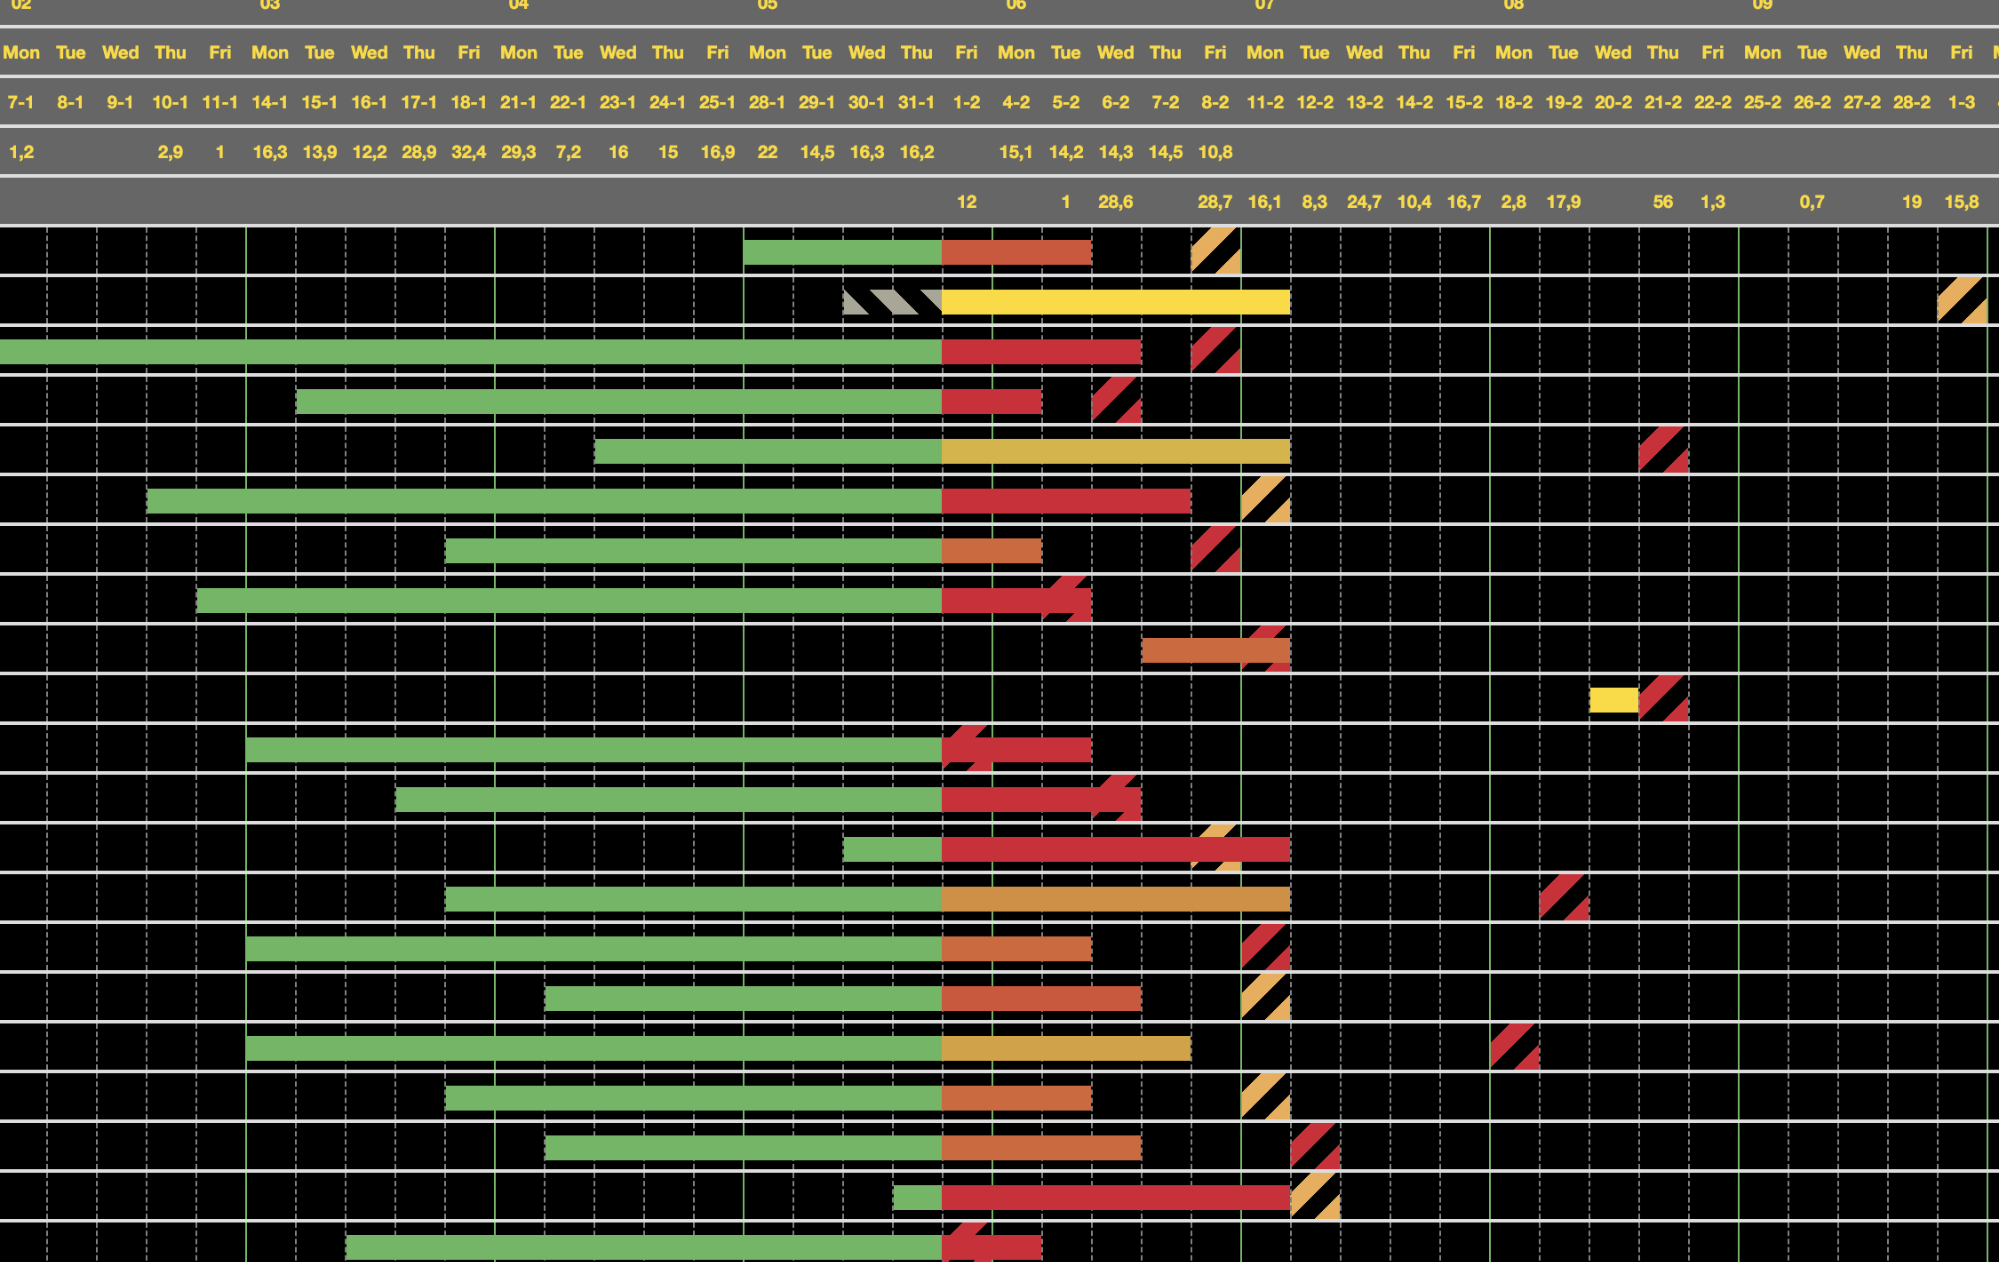 02 03 04 05 06 07 08 09
Mon Tue Wed Thu Fri Mon Tue Wed Thu Fri Mon Tue Wed Thu Fri Mon Tue Wed Thu Fri Mon Tue Wed Thu Fri Mon Tue Wed Thu Fri Mon Tue Wed Thu Fri Mon Tue Wed Thu Fri
7-1 8-1 9-1 10-1 11-1 14-1 15-1 16-1 17-1 18-1 21-1 22-1 23-1 24-1 25-1 28-1 29-1 30-1 31-1 1-2 4-2 5-2 6-2 7-2 8-2 11-2 12-2 13-2 14-2 15-2 18-2 19-2 20-2 21-2 22-2 25-2 26-2 27-2 28-2 1-3
1,2 2,9 1 16,3 13,9 12,2 28,9 32,4 29,3 7,2 16 15 16,9 22 14,5 16,3 16,2 15,1 14,2 14,3 14,5 10,8
12 1 28,6 28,7 16,1 8,3 24,7 10,4 16,7 2,8 17,9 56 1,3 0,7 19 15,8